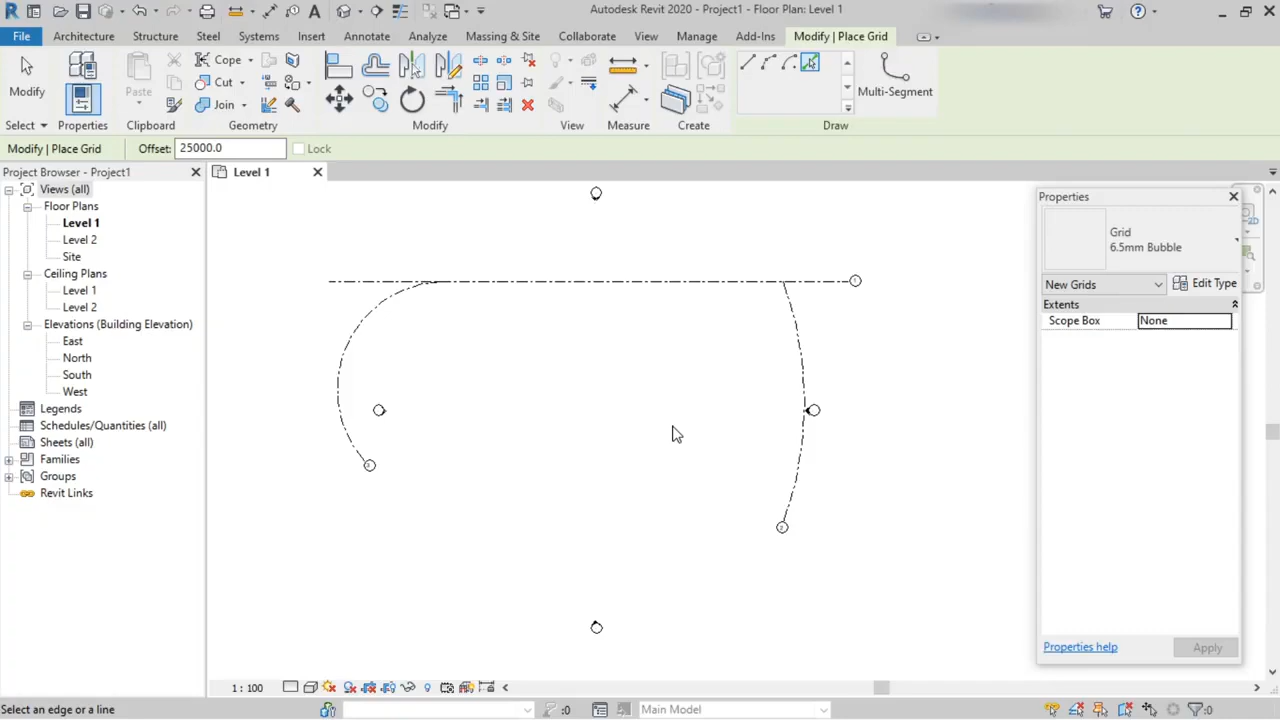 Autodesk Revit 2020 - Project1 - Floor Plan: Level 1
File Architecture Structure Steel Systems Insert Annotate Analyze Massing & Site Collaborate View Manage Add-Ins Modify | Place Grid
Modify
Paste
Cope
Cut
Join
Multi-Segment
Select Properties Clipboard Geometry Modify View Measure Create Draw
Modify | Place Grid Offset: 25000.0 Lock
Project Browser - Project1
Level 1
Views (all)
Floor Plans
Level 1
Level 2
Site
Ceiling Plans
Level 1
Level 2
Elevations (Building Elevation)
East
North
South
West
Legends
Schedules/Quantities (all)
Sheets (all)
Families
Groups
Revit Links
Properties
Grid
6.5mm Bubble
New Grids Edit Type
Extents
Scope Box None
Properties help Apply
1 : 100
Select an edge or a line :0 Main Model :0